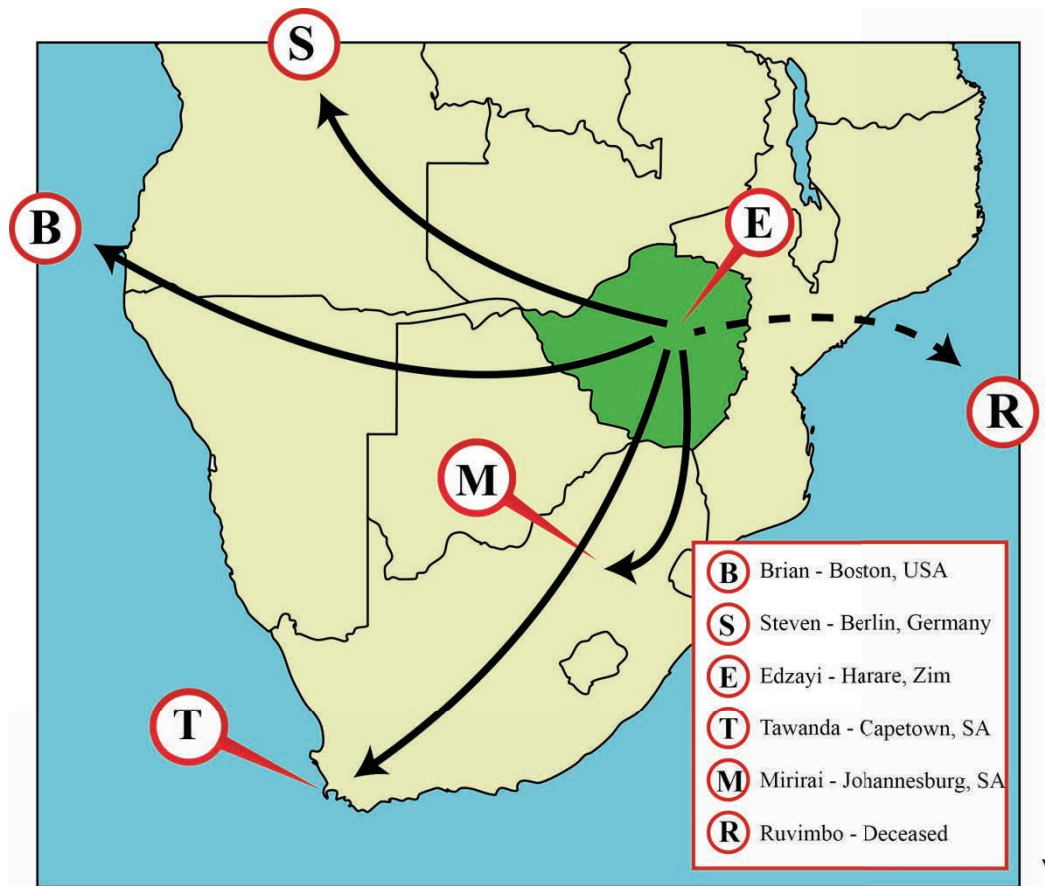 S
B
E
R
M
T
B Brian - Boston, USA
S Steven - Berlin, Germany
E Edzayi - Harare, Zim
T Tawanda - Capetown, SA
M Mirirai - Johannesburg, SA
R Ruvimbo - Deceased